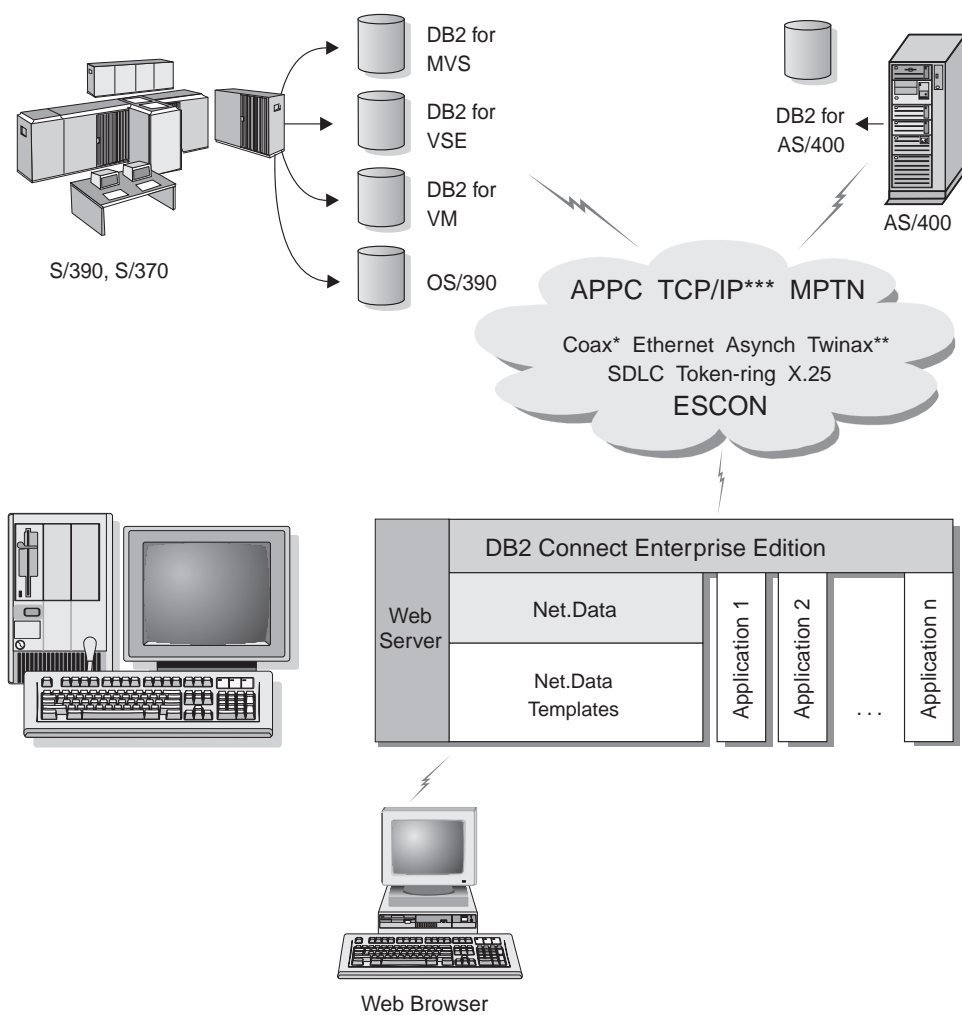 DB2 for
MVS
DB2 for
VSE
DB2 for
VM
OS/390
S/390, S/370
DB2 for
AS/400
AS/400
APPC TCP/IP*** MPTN
Coax* Ethernet Asynch Twinax**
SDLC Token-ring X.25
ESCON
DB2 Connect Enterprise Edition
Web
Server
Net.Data
Net.Data
Templates
Application 1
Application 2
. . .
Application n
Web Browser